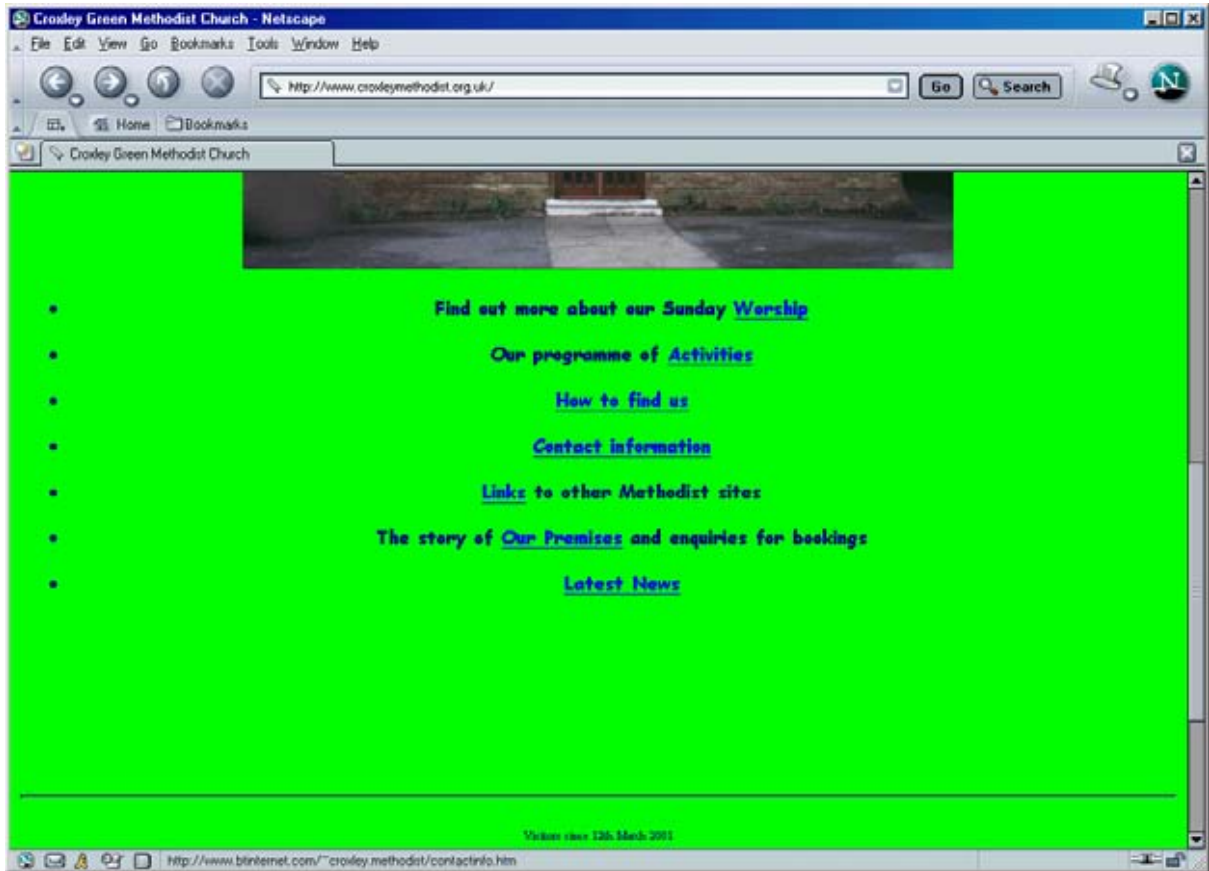 Croxley Green Methodist Church - Netscape
File Edit View Go Bookmarks Tools Window Help
http://www.croxleymethodist.org.uk/ Go Search N
Home Bookmarks
Croxley Green Methodist Church
Find out more about our Sunday Worship
Our programme of Activities
How to find us
Contact information
Links to other Methodist sites
The story of Our Premises and enquiries for bookings
Latest News
Visitors since 12th March 2001
http://www.btinternet.com/~croxley.methodist/contactinfo.htm